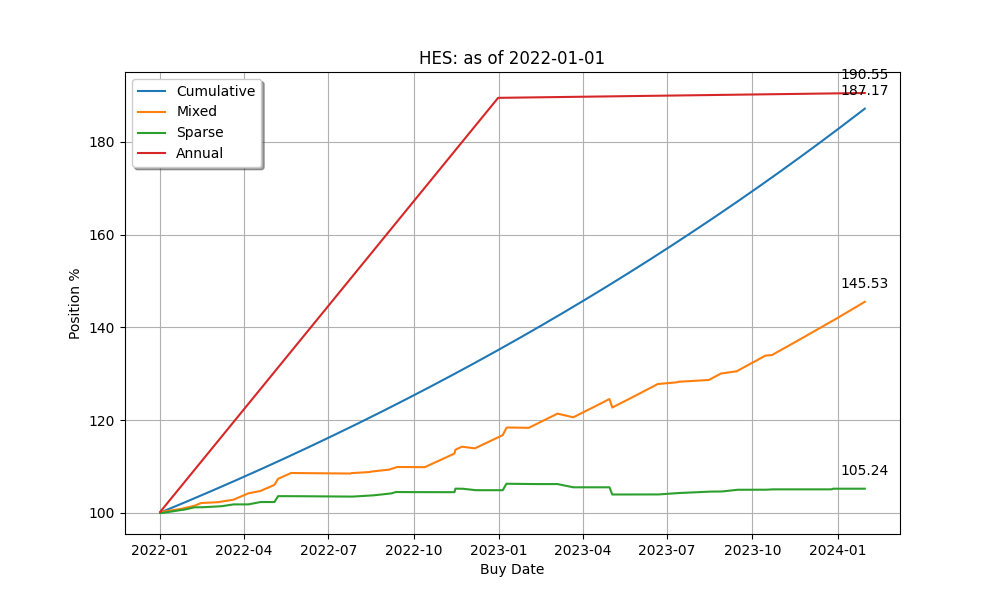 HES: as of 2022-01-01
Cumulative
Mixed
Sparse
Annual
190.55
187.17
145.53
105.24
Position %
180
160
140
120
100
2022-01 2022-04 2022-07 2022-10 2023-01 2023-04 2023-07 2023-10 2024-01
Buy Date